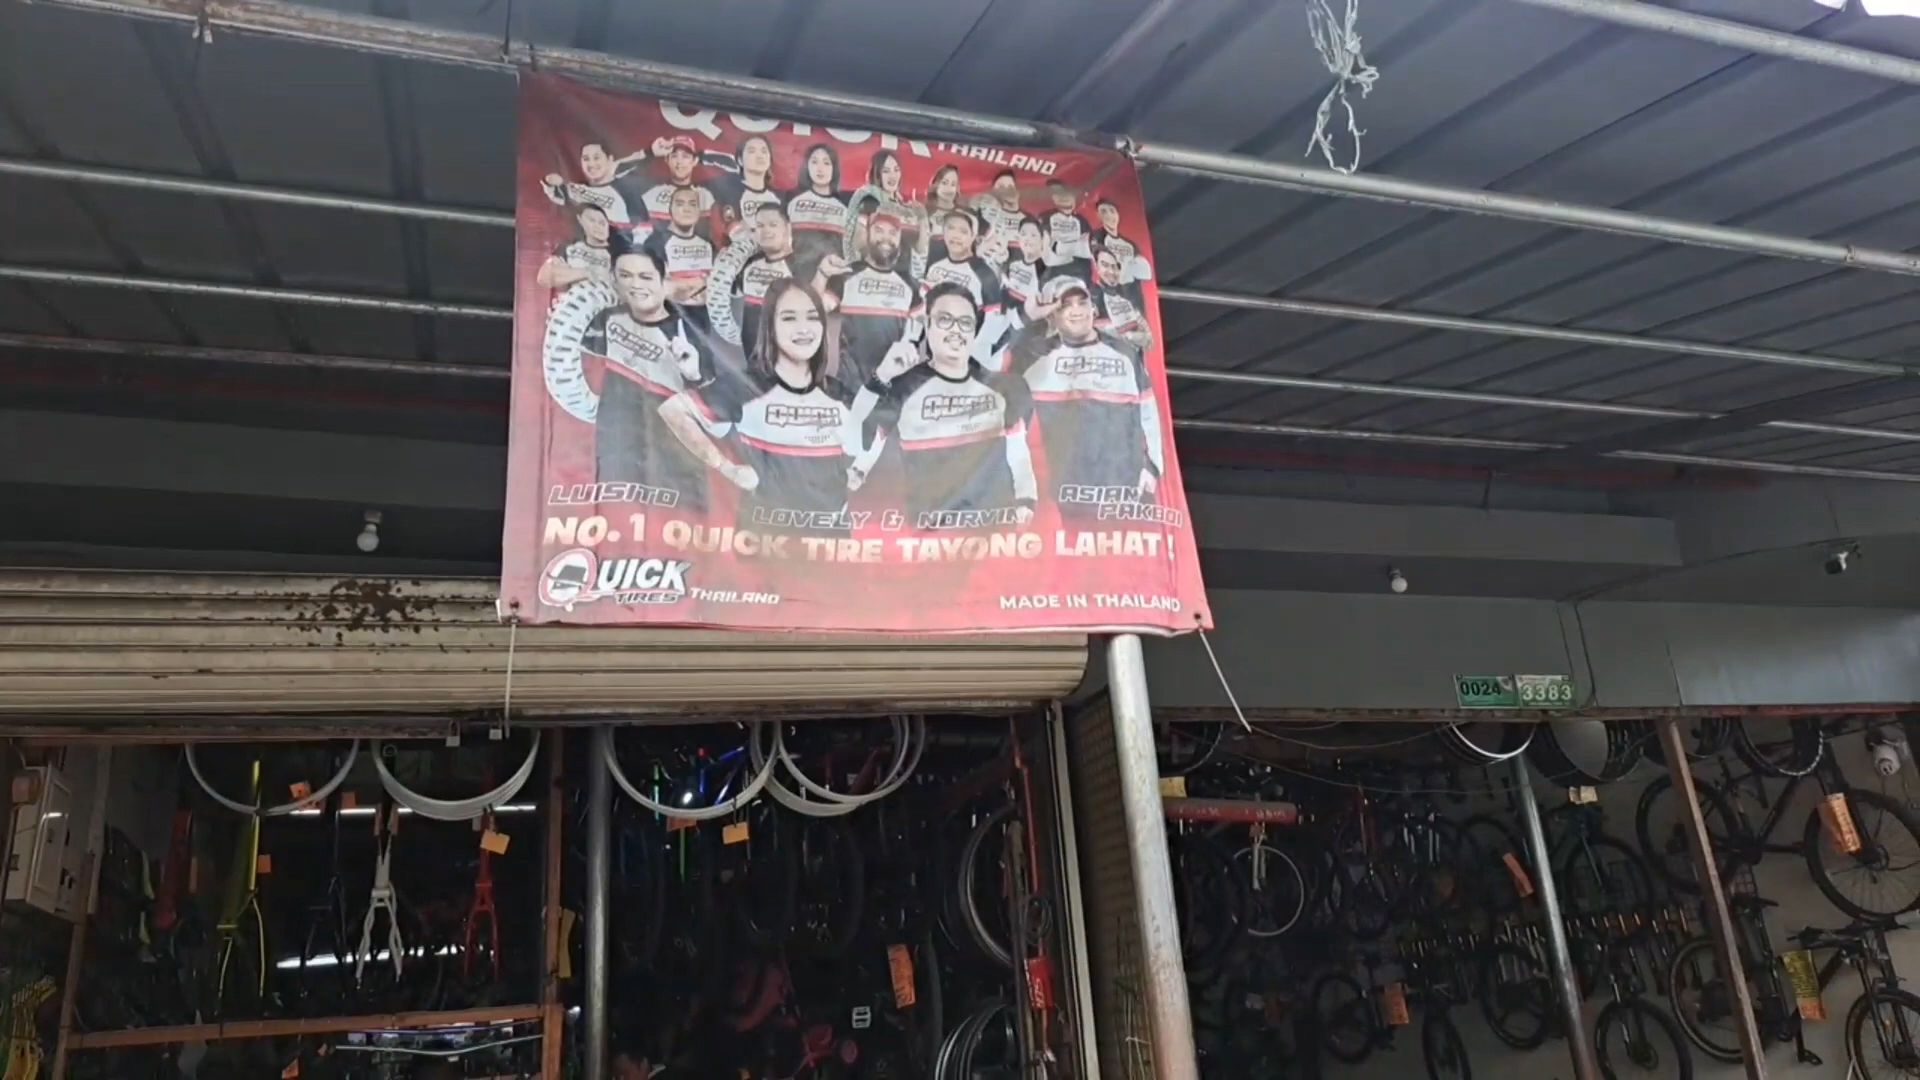 QUICK THAILAND
LUISITO
LOVELY & NORVIN
ASIAN
PAKBOI
NO. 1 QUICK TIRE TAYONG LAHAT!
QUICK
TIRES THAILAND
MADE IN THAILAND
0024 3383